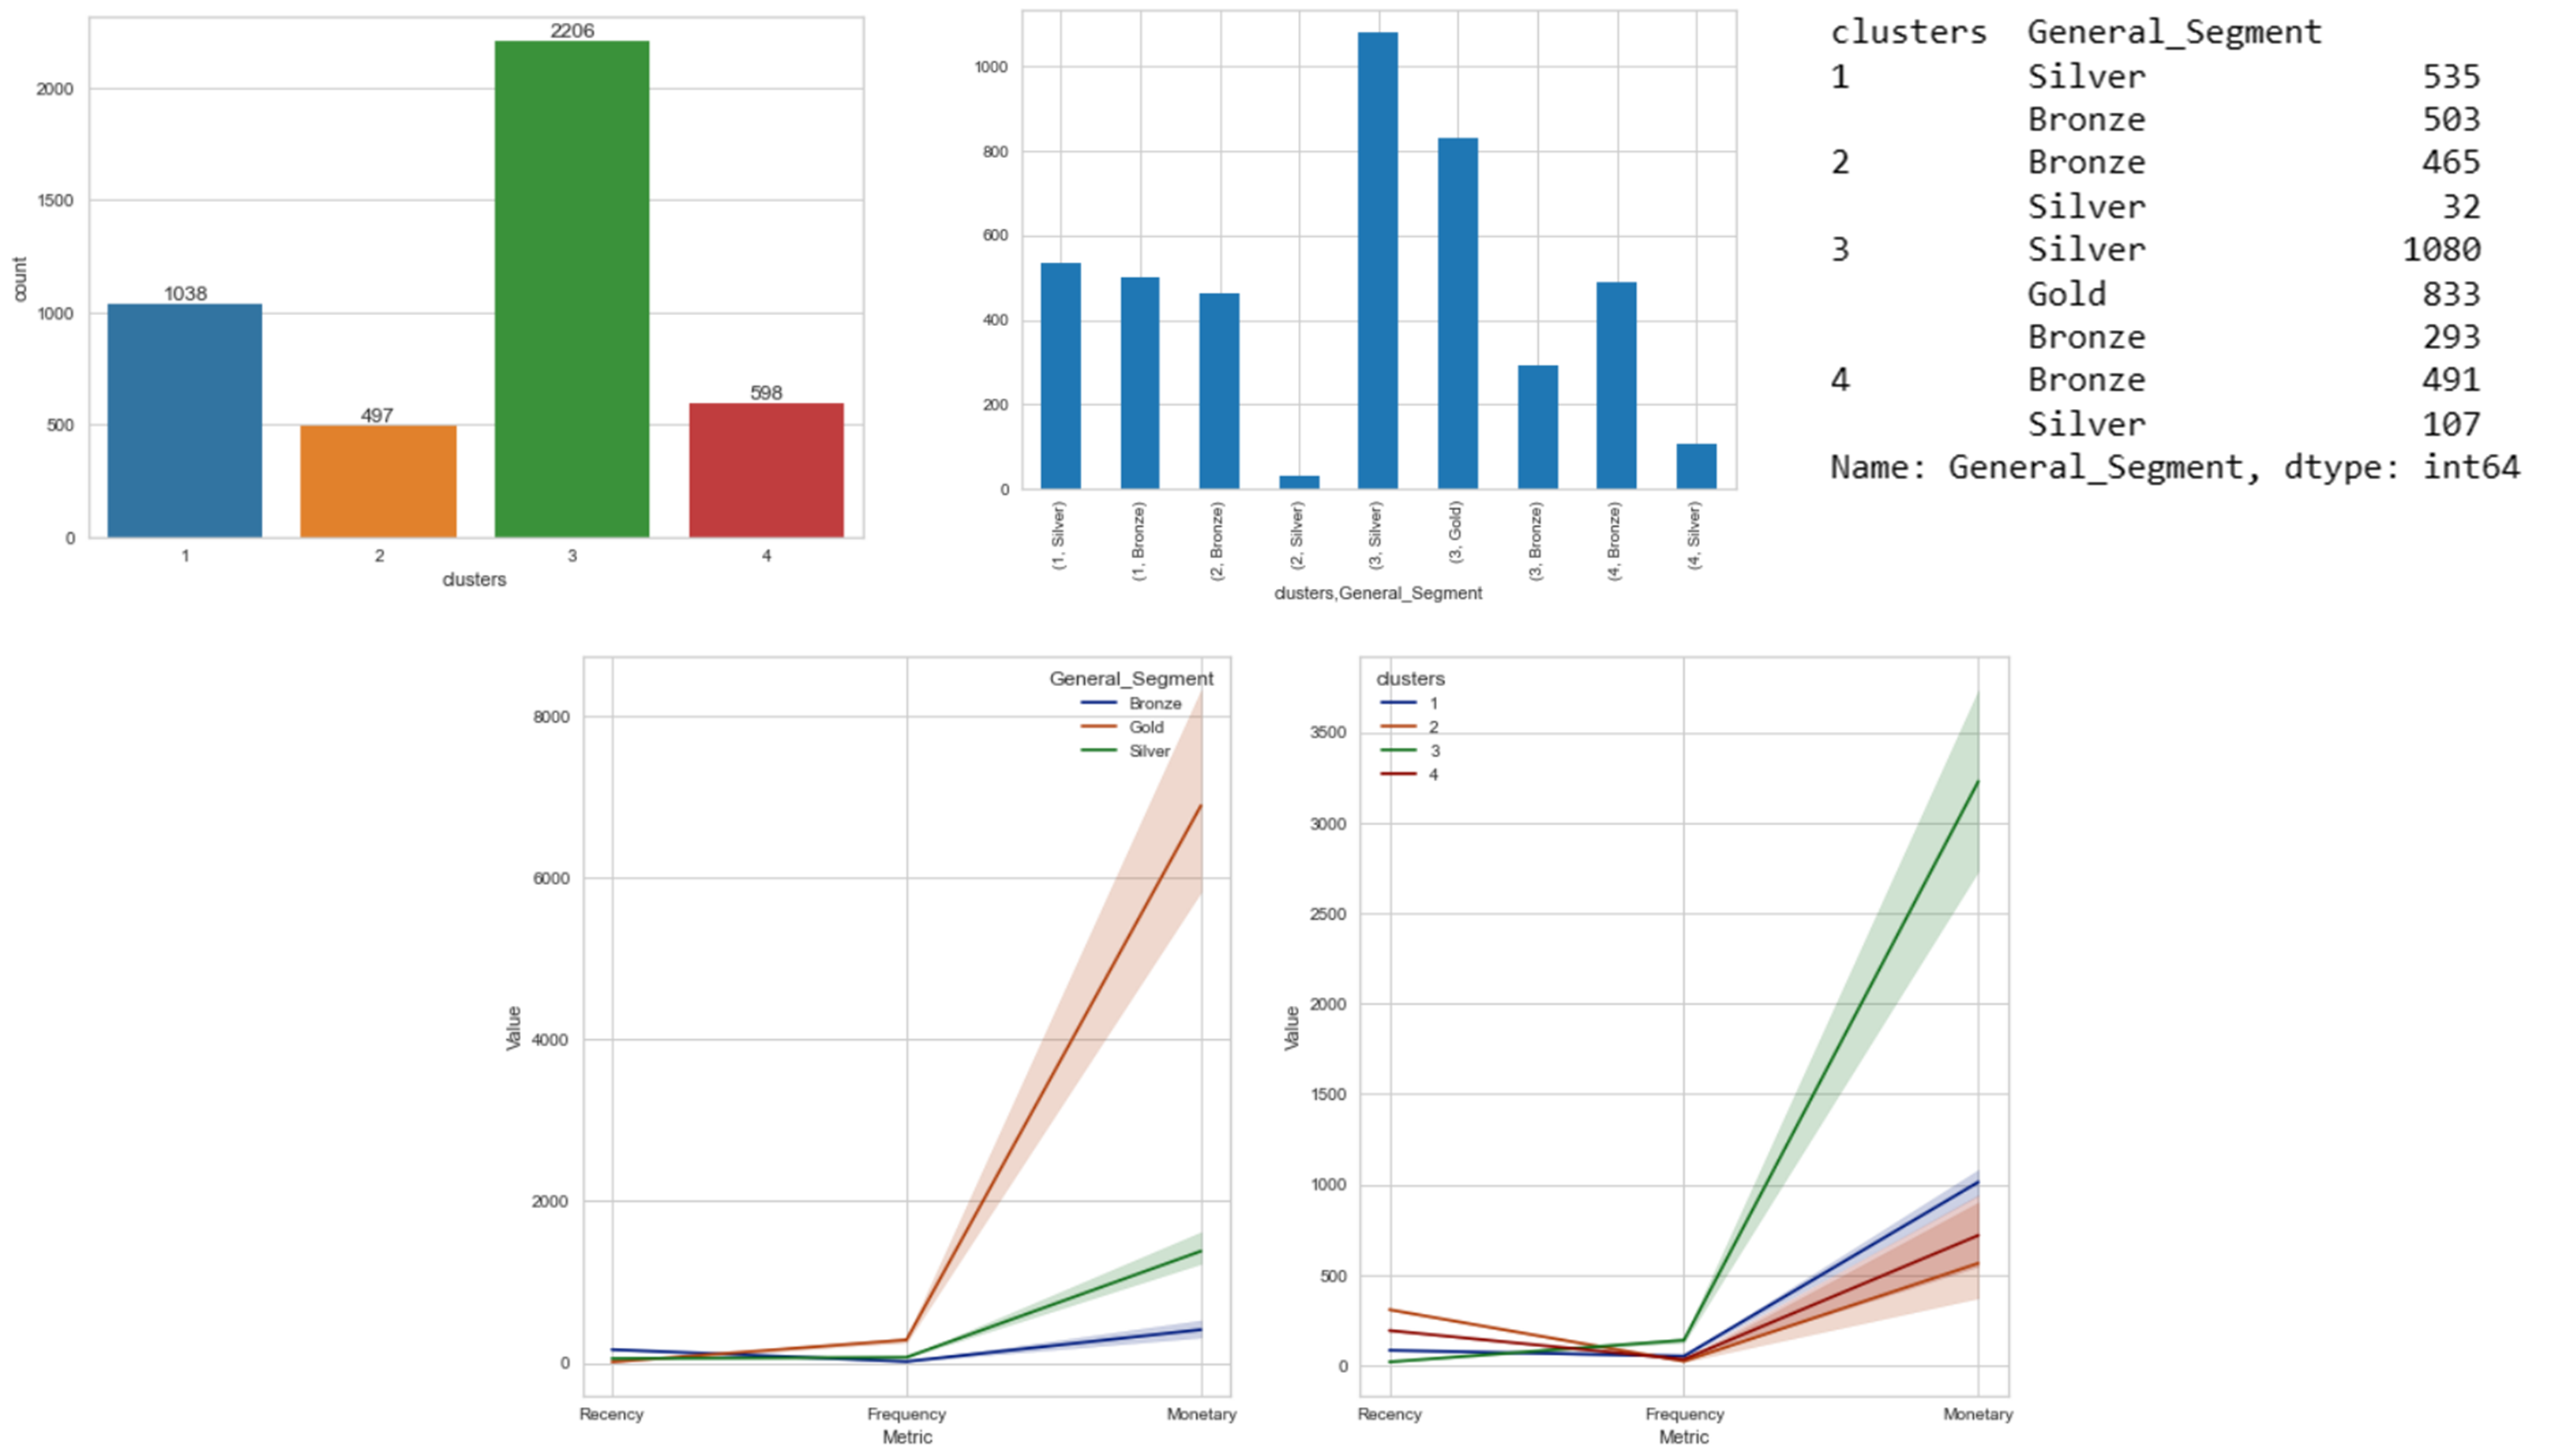 2206
1038
598
497
2000
1500
1000
500
0
count
1 2 3 4
clusters
1000
800
600
400
200
0
(1, Silver)
(1, Bronze)
(2, Bronze)
(2, Silver)
(3, Silver)
(3, Gold)
(3, Bronze)
(4, Bronze)
(4, Silver)
clusters,General_Segment
clusters General_Segment
1 Silver 535
Bronze 503
2 Bronze 465
Silver 32
3 Silver 1080
Gold 833
Bronze 293
4 Bronze 491
Silver 107
Name: General_Segment, dtype: int64
General_Segment
Bronze
Gold
Silver
8000
6000
4000
2000
0
Value
Recency Frequency Monetary
Metric
clusters
1
2
3
4
3500
3000
2500
2000
1500
1000
500
0
Value
Recency Frequency Monetary
Metric